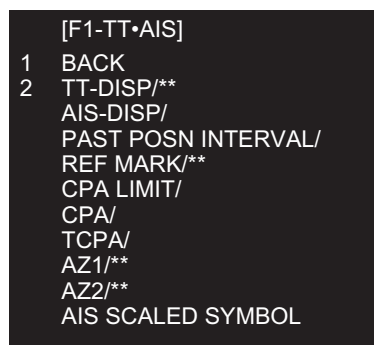 [F1-TT•AIS]
1 BACK
2 TT-DISP/**
AIS-DISP/
PAST POSN INTERVAL/
REF MARK/**
CPA LIMIT/
CPA/
TCPA/
AZ1/**
AZ2/**
AIS SCALED SYMBOL